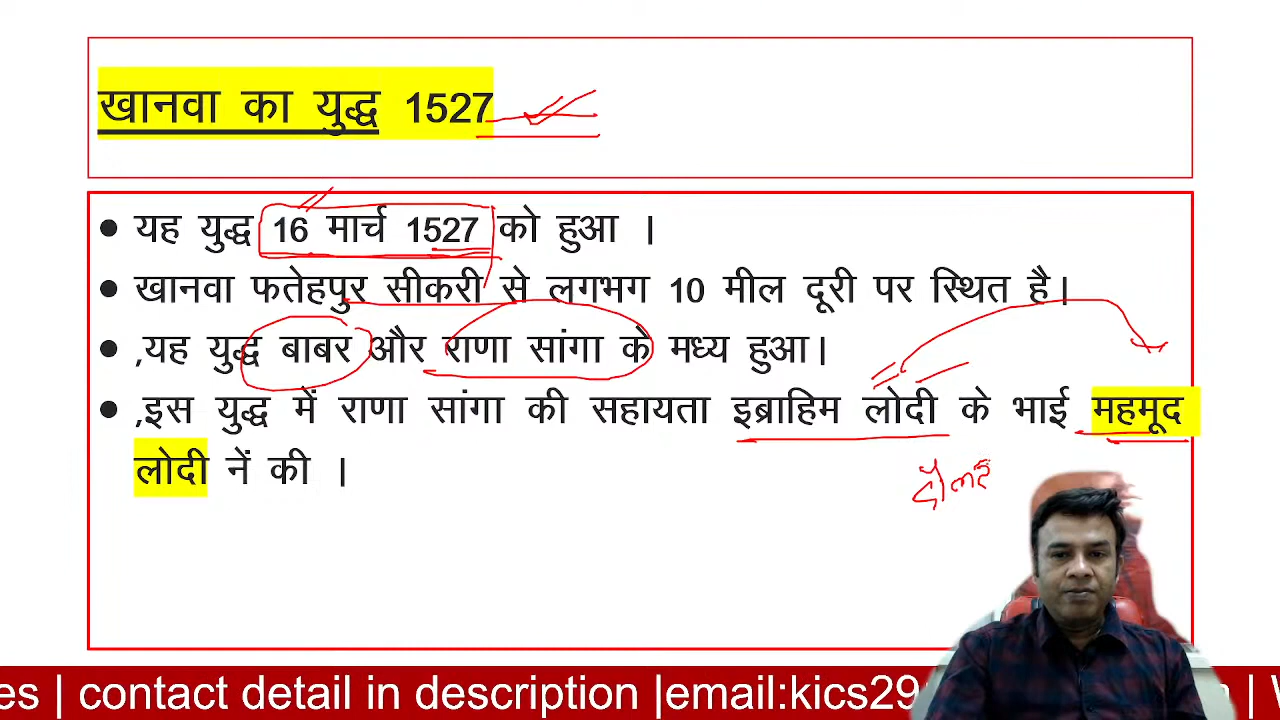 खानवा का युद्ध 1527
• यह युद्ध 16 मार्च 1527 को हुआ ।
• खानवा फतेहपुर सीकरी से लगभग 10 मील दूरी पर स्थित है।
• ,यह युद्ध बाबर और राणा सांगा के मध्य हुआ।
• ,इस युद्ध में राणा सांगा की सहायता इब्राहिम लोदी के भाई महमूद
लोदी नें की ।
es | contact detail in description |email:kics29